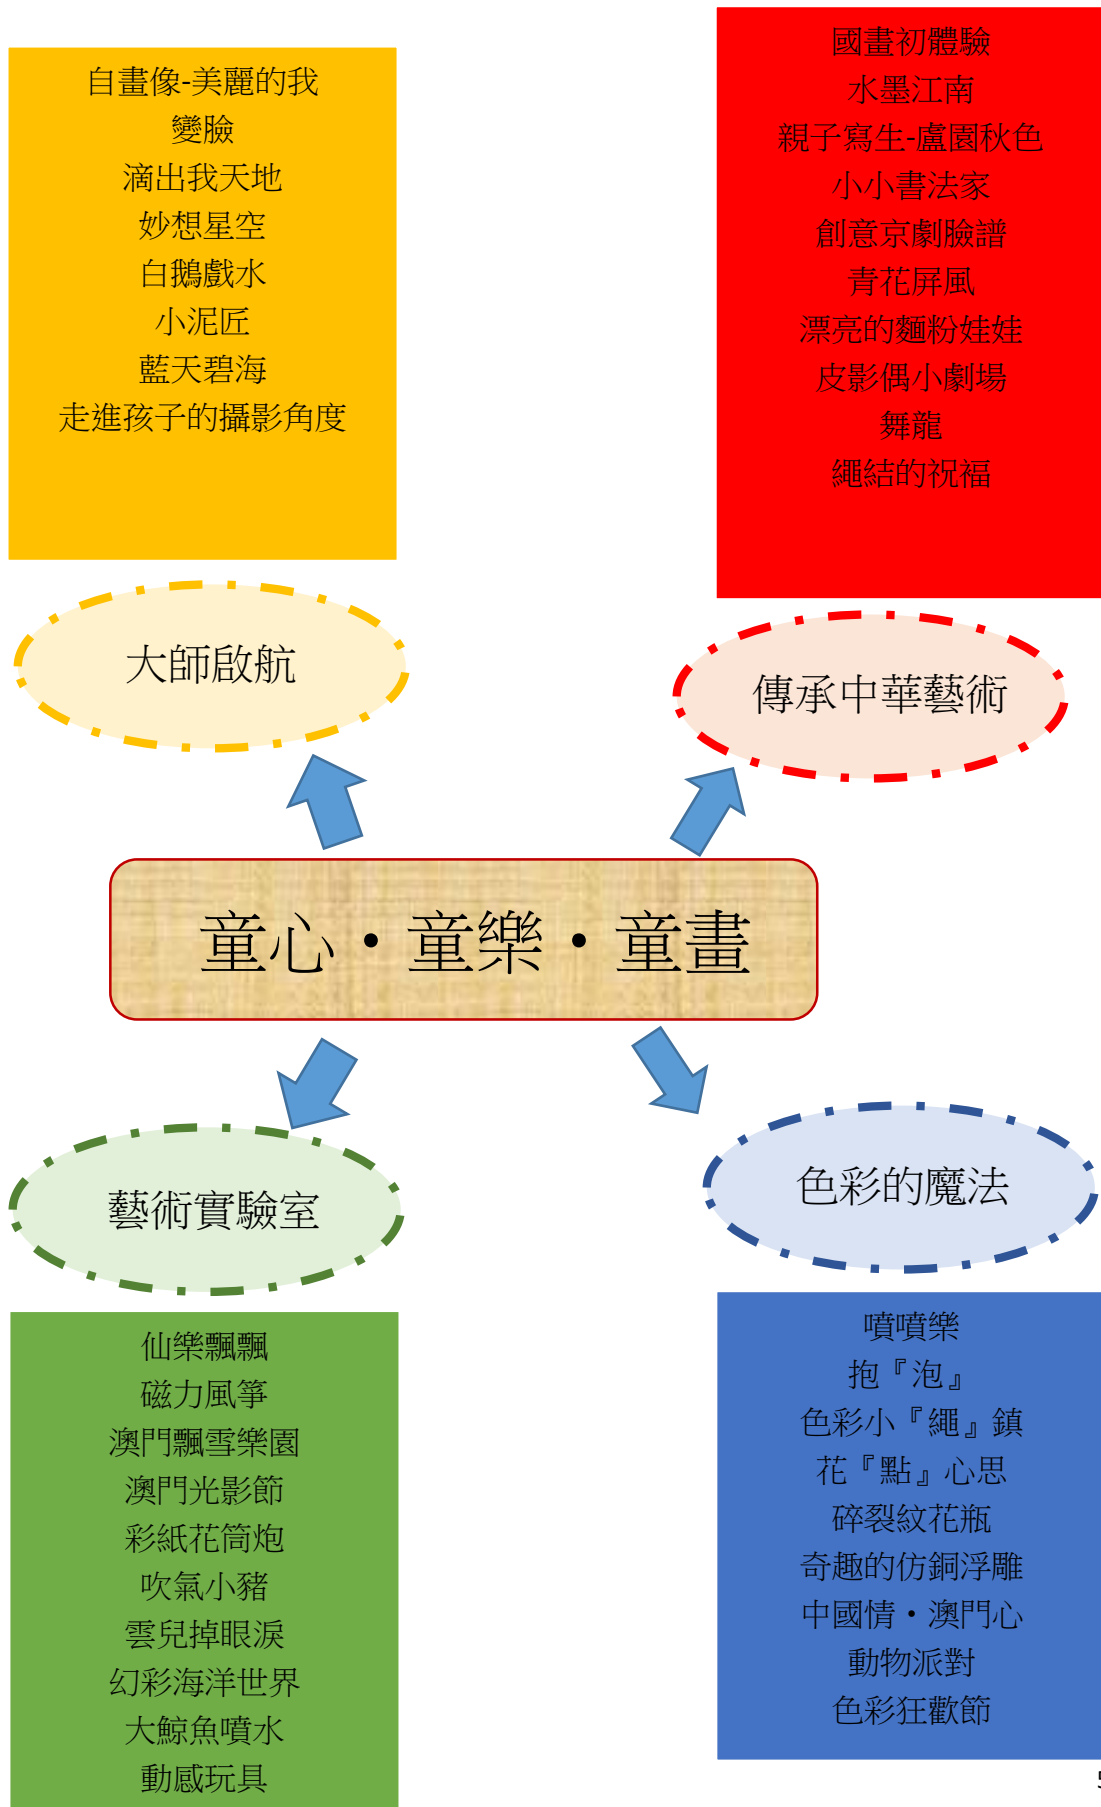 自畫像-美麗的我
變臉
滴出我天地
妙想星空
白鵝戲水
小泥匠
藍天碧海
走進孩子的攝影角度
大師啟航
國畫初體驗
水墨江南
親子寫生-盧園秋色
小小書法家
創意京劇臉譜
青花屏風
漂亮的麵粉娃娃
皮影偶小劇場
舞龍
繩結的祝福
傳承中華藝術
童心・童樂・童畫
藝術實驗室
仙樂飄飄
磁力風箏
澳門飄雪樂園
澳門光影節
彩紙花筒炮
吹氣小豬
雲兒掉眼淚
幻彩海洋世界
大鯨魚噴水
動感玩具
色彩的魔法
噴噴樂
抱『泡』
色彩小『繩』鎮
花『點』心思
碎裂紋花瓶
奇趣的仿銅浮雕
中國情・澳門心
動物派對
色彩狂歡節